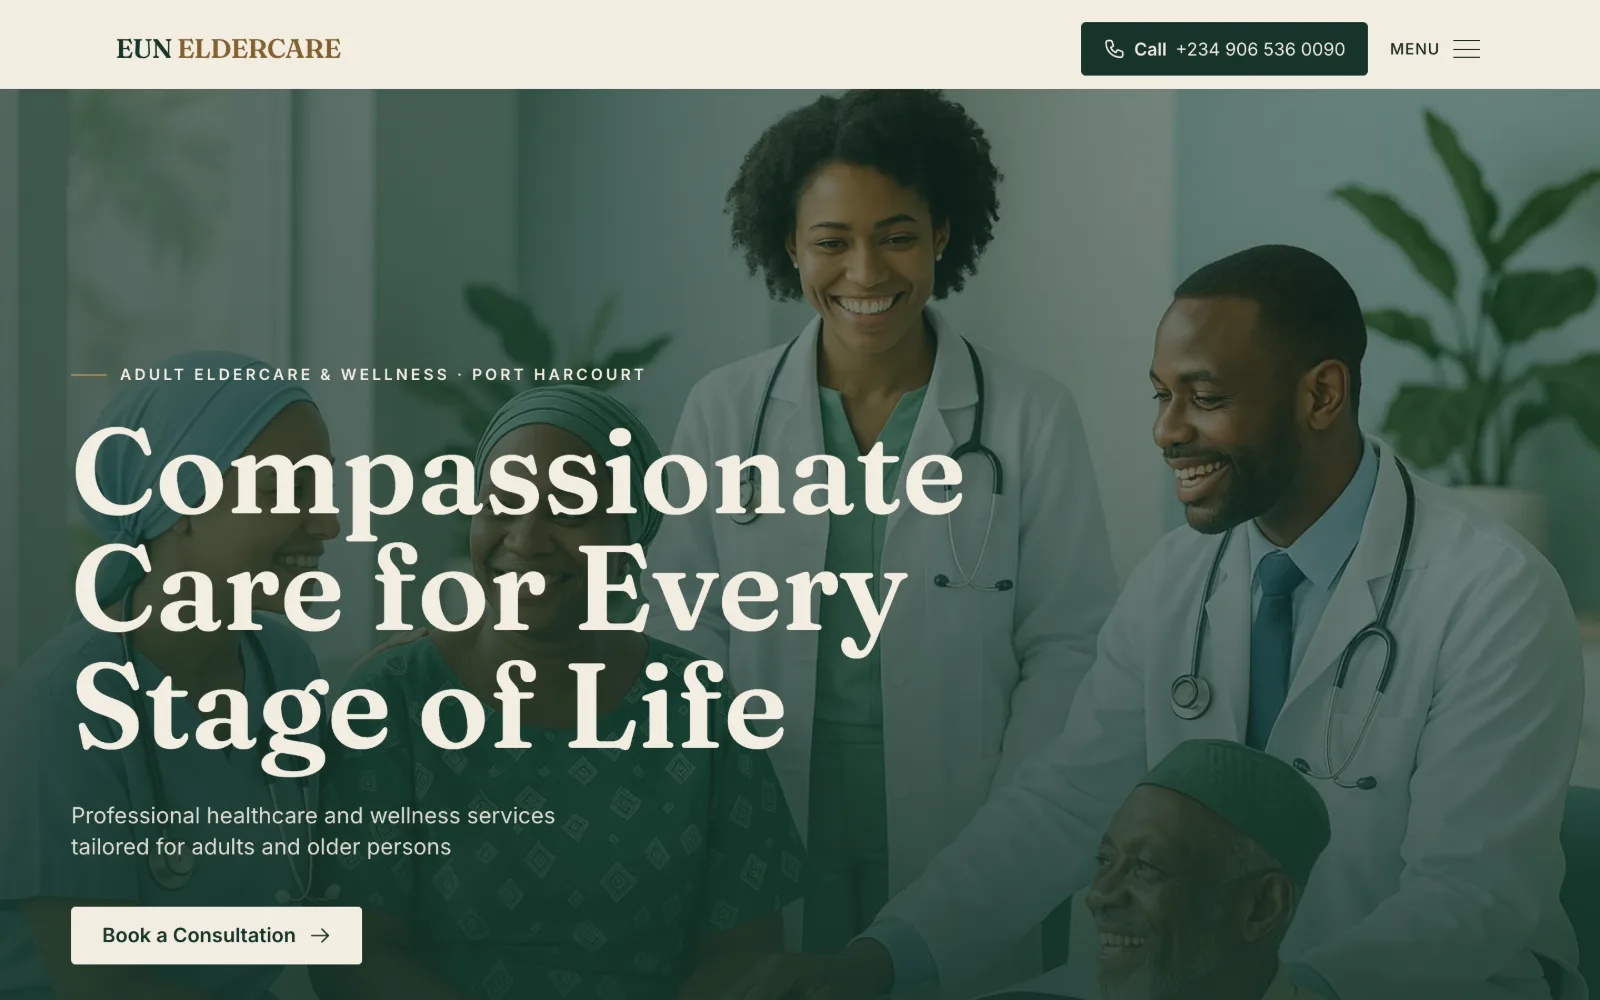 EUN ELDERCARE
Call +234 906 536 0090
MENU
ADULT ELDERCARE & WELLNESS · PORT HARCOURT
Compassionate
Care for Every
Stage of Life
Professional healthcare and wellness services
tailored for adults and older persons
Book a Consultation →